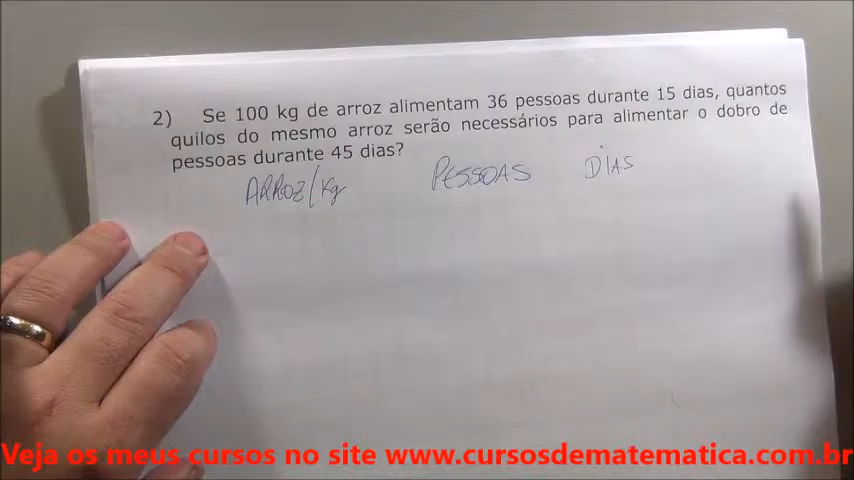 2) Se 100 kg de arroz alimentam 36 pessoas durante 15 dias, quantos
quilos do mesmo arroz serão necessários para alimentar o dobro de
pessoas durante 45 dias?
ARROZ/Kg PESSOAS DIAS
Veja os meus cursos no site www.cursosdematematica.com.br